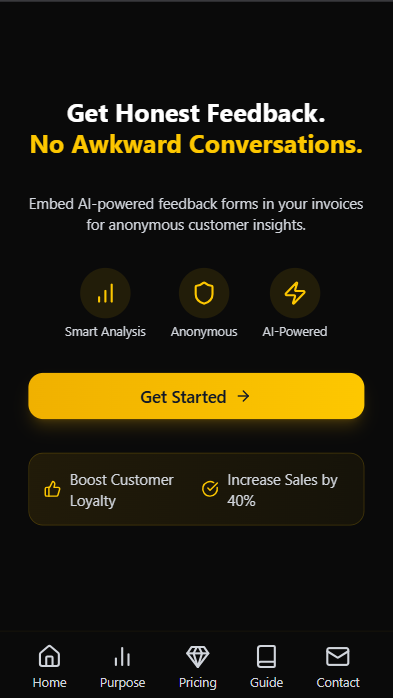 Get Honest Feedback.
No Awkward Conversations.
Embed AI-powered feedback forms in your invoices
for anonymous customer insights.
Smart Analysis
Anonymous
AI-Powered
Get Started
Boost Customer
Loyalty
Increase Sales by
40%
Home
Purpose
Pricing
Guide
Contact